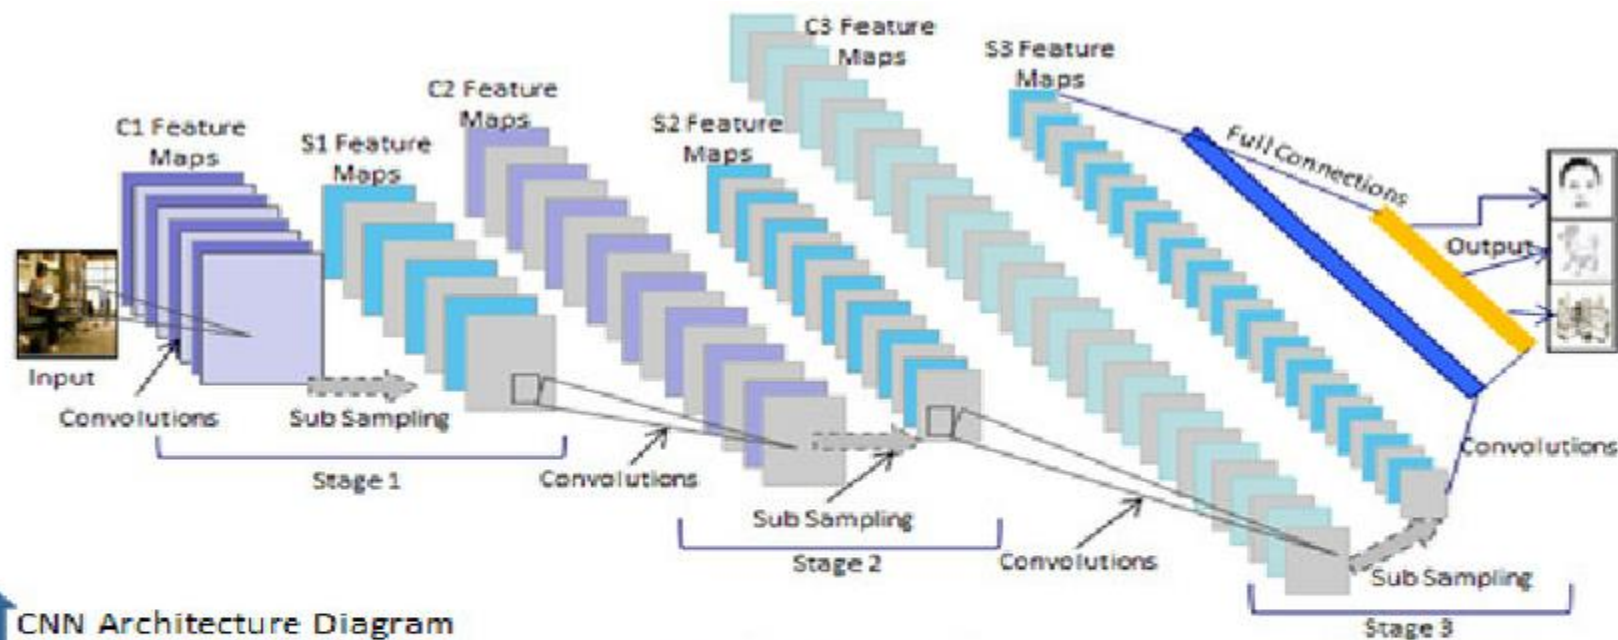 C3 Feature
Maps
S3 Feature
Maps
C2 Feature
Maps
S2 Feature
Maps
C1 Feature
Maps
S1 Feature
Maps
Full Connections
Output
Input
Convolutions
Sub Sampling
Stage 1
Convolutions
Sub Sampling
Stage 2
Convolutions
Convolutions
Sub Sampling
Stage 3
CNN Architecture Diagram